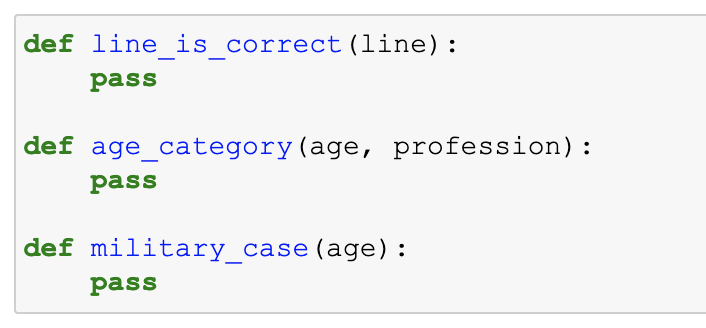 def line_is_correct(line):
    pass
def age_category(age, profession):
    pass
def military_case(age):
    pass